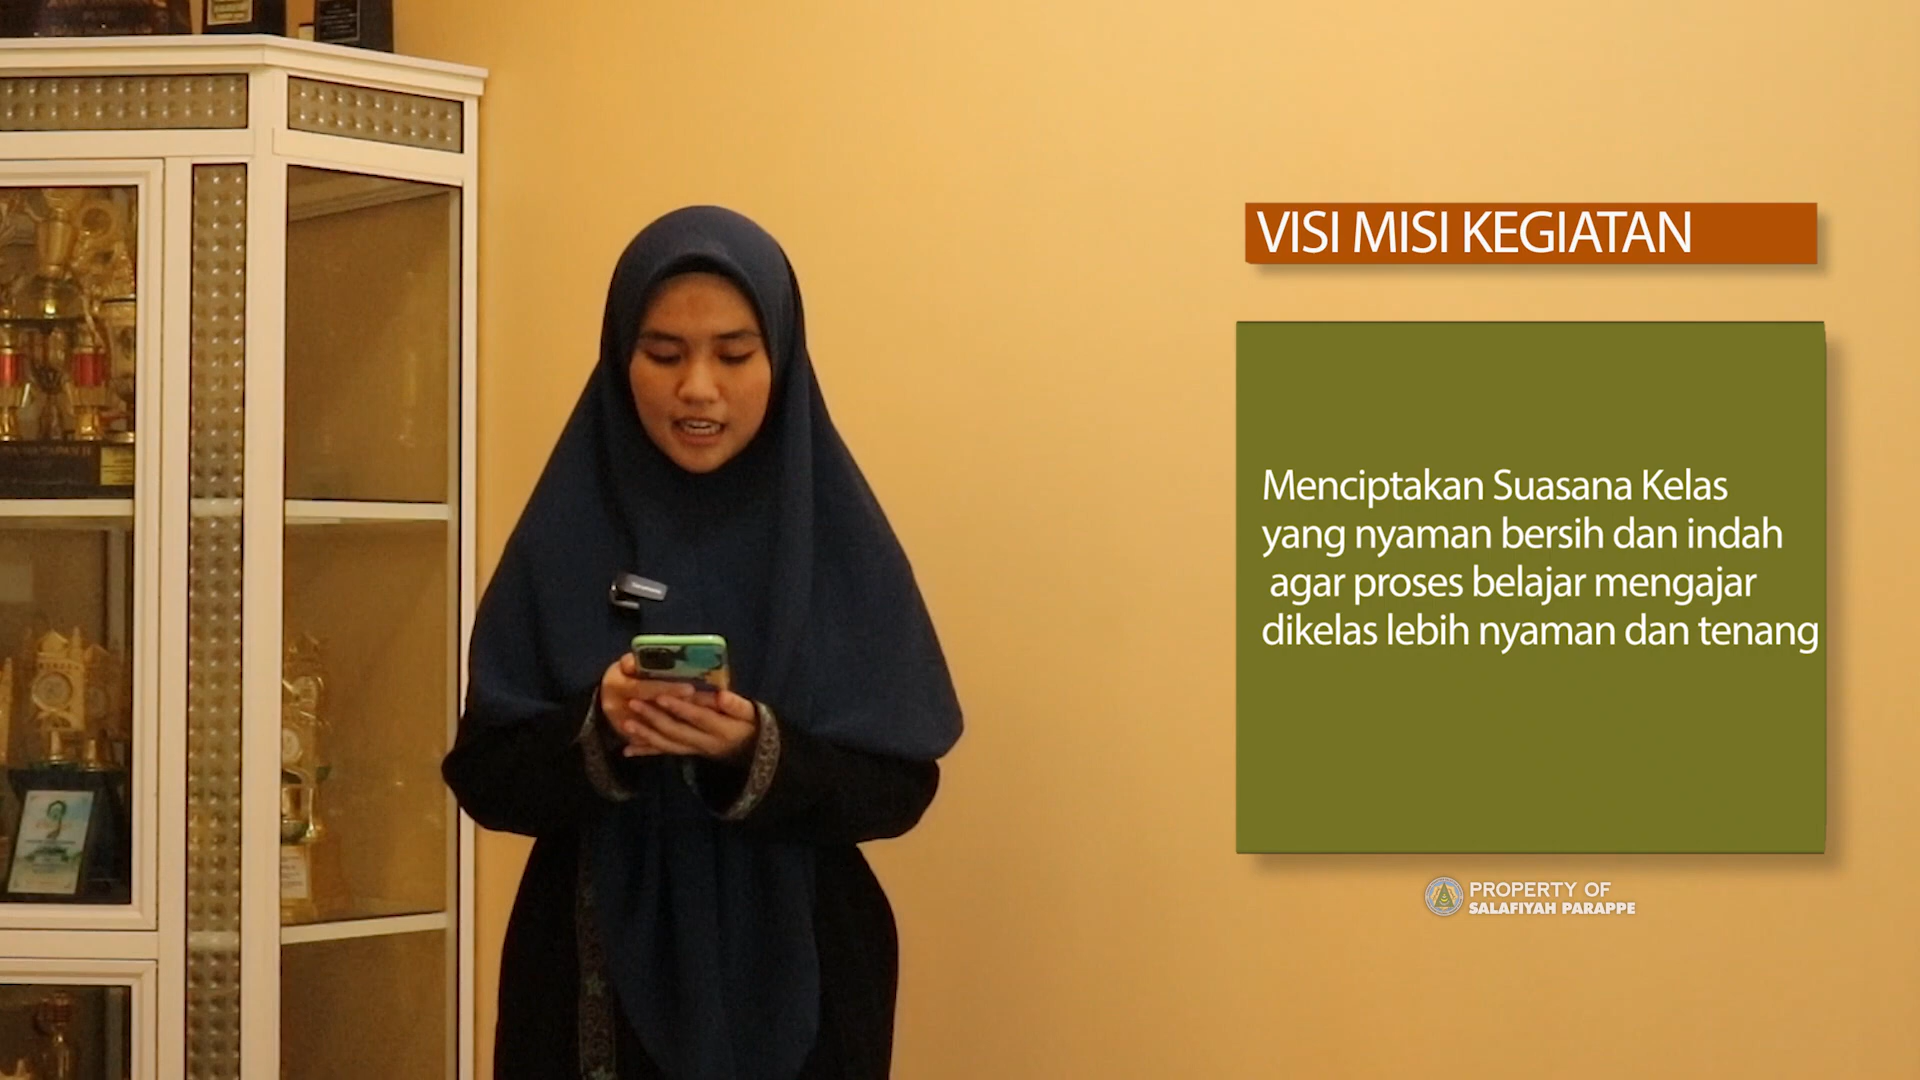 VISI MISI KEGIATAN
Menciptakan Suasana Kelas
yang nyaman bersih dan indah
agar proses belajar mengajar
dikelas lebih nyaman dan tenang
PROPERTY OF
SALAFIYAH PARAPPE